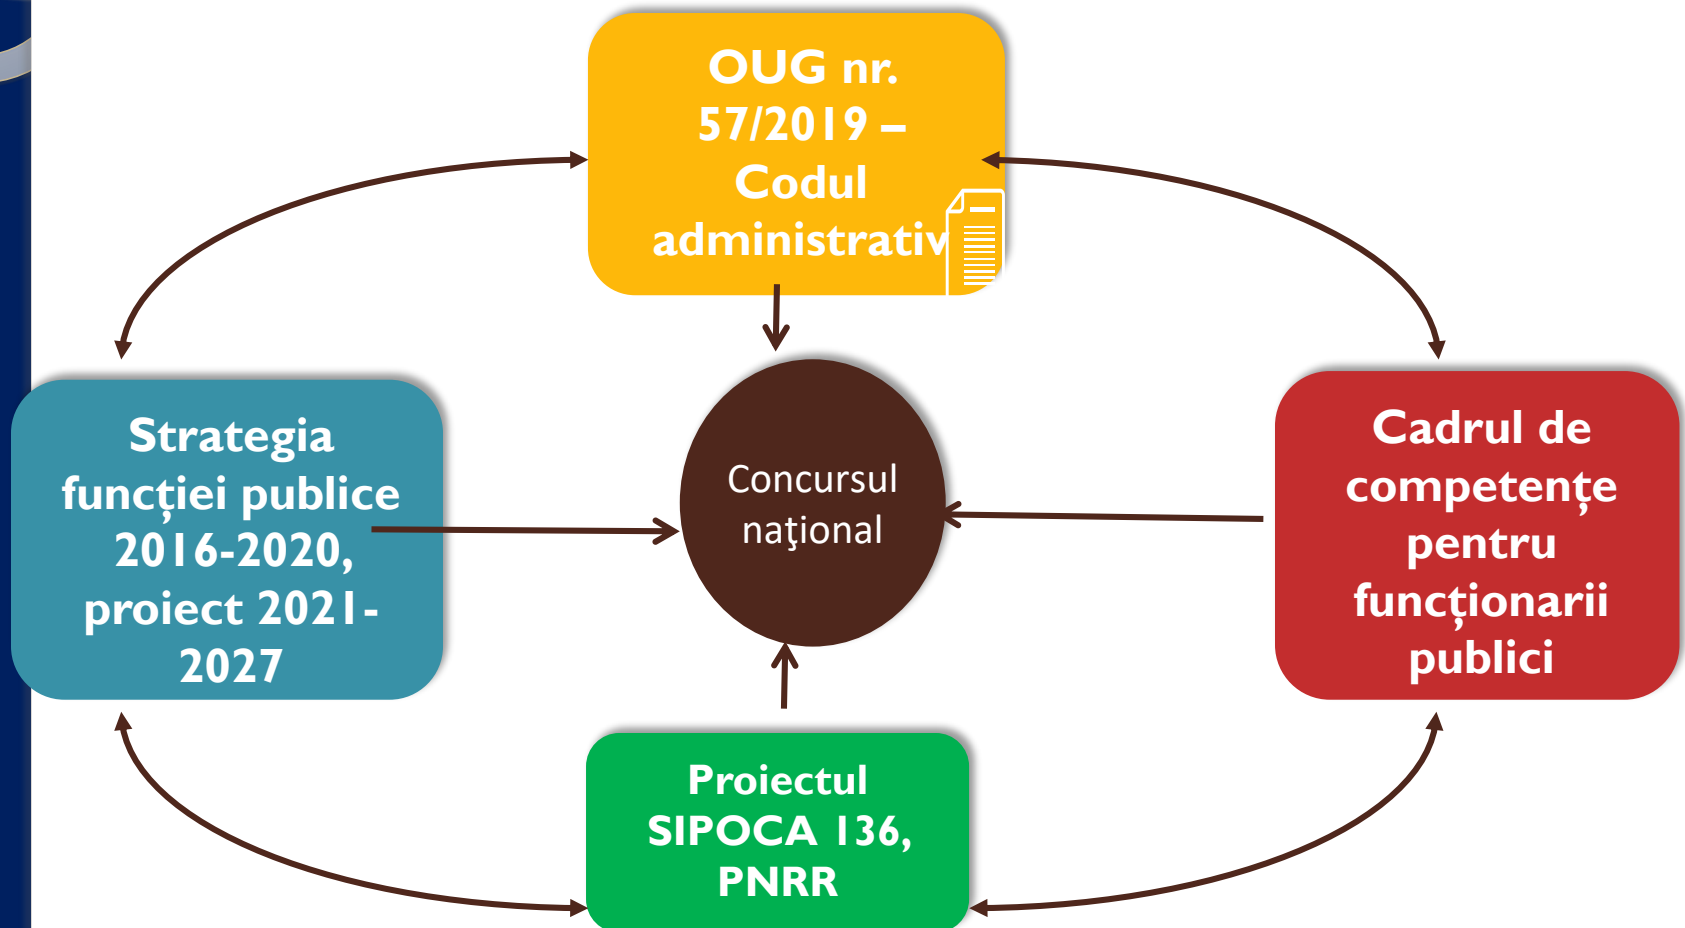 OUG nr.
57/2019 –
Codul
administrativ
Strategia
funcției publice
2016-2020,
proiect 2021-
2027
Concursul
naţional
Cadrul de
competențe
pentru
funcționarii
publici
Proiectul
SIPOCA 136,
PNRR